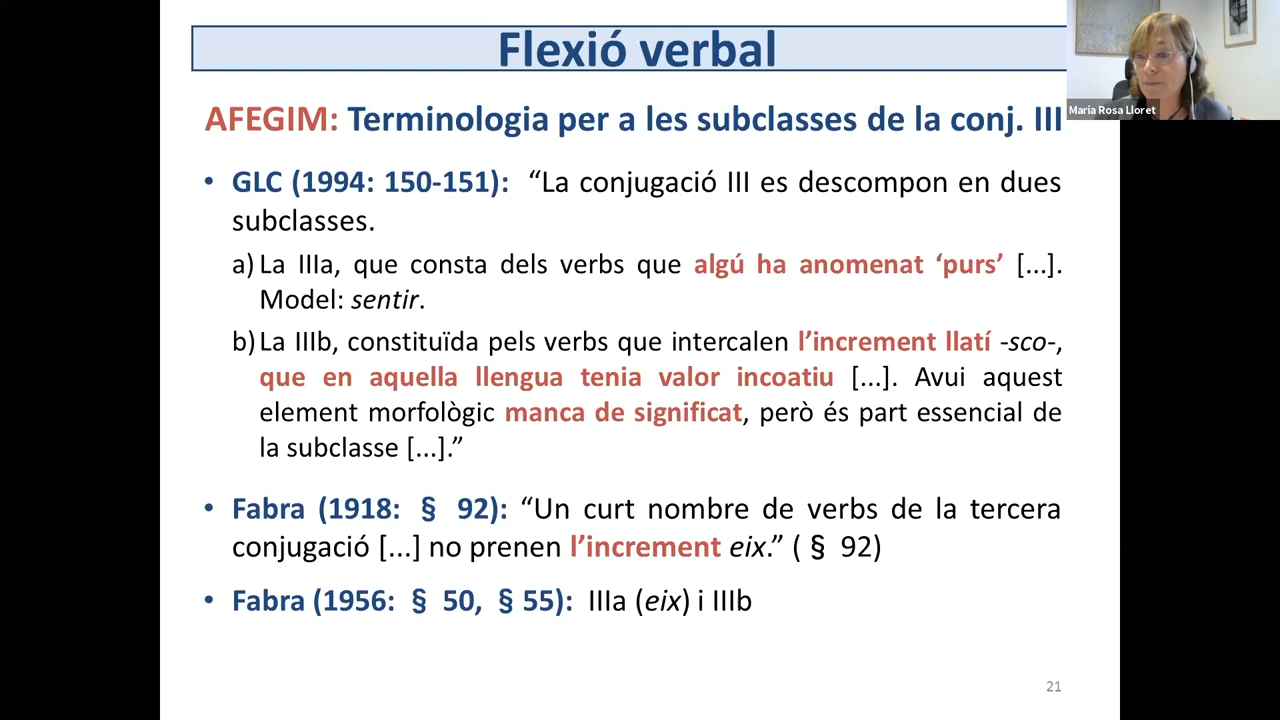 Flexió verbal
Maria Rosa Lloret
AFEGIM: Terminologia per a les subclasses de la conj. III
• GLC (1994: 150-151): “La conjugació III es descompon en dues
subclasses.
a) La IIIa, que consta dels verbs que algú ha anomenat ‘purs’ [...].
Model: sentir.
b) La IIIb, constituïda pels verbs que intercalen l’increment llatí -sco-,
que en aquella llengua tenia valor incoatiu [...]. Avui aquest
element morfològic manca de significat, però és part essencial de
la subclasse [...].”
• Fabra (1918: § 92): “Un curt nombre de verbs de la tercera
conjugació [...] no prenen l’increment eix.” ( § 92)
• Fabra (1956: § 50, § 55): IIIa (eix) i IIIb
21